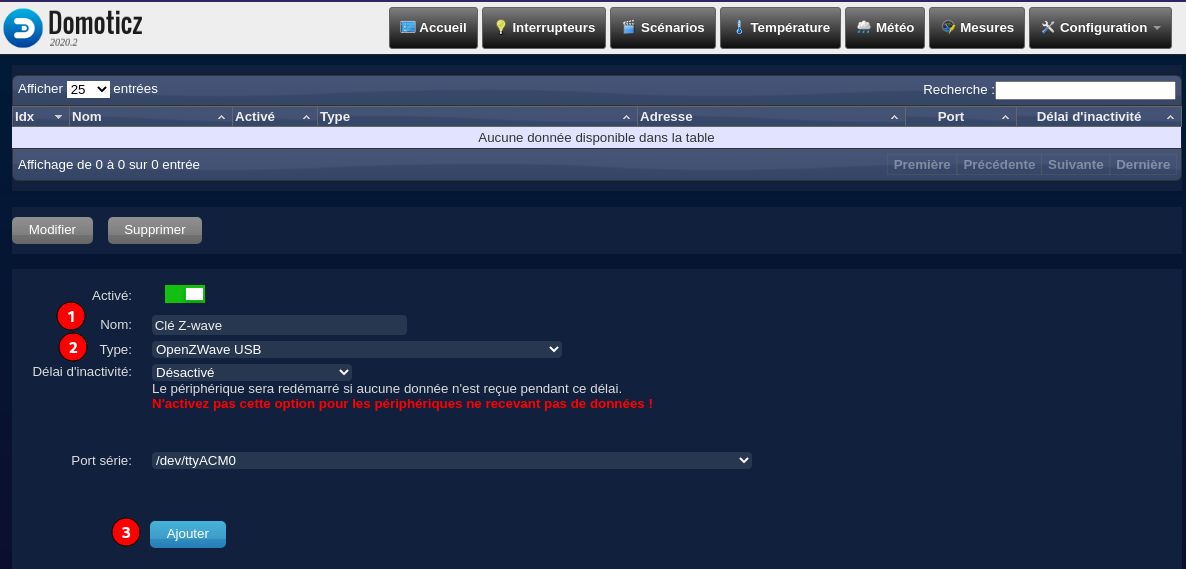 Domoticz
2020.2
Accueil Interrupteurs Scénarios Température Météo Mesures Configuration
Afficher 25 entrées Recherche :
Idx Nom Activé Type Adresse Port Délai d'inactivité
Aucune donnée disponible dans la table
Affichage de 0 à 0 sur 0 entrée Première Précédente Suivante Dernière
Modifier Supprimer
Activé:
1 Nom: Clé Z-wave
2 Type: OpenZWave USB
Délai d'inactivité: Désactivé
Le périphérique sera redémarré si aucune donnée n'est reçue pendant ce délai.
N'activez pas cette option pour les périphériques ne recevant pas de données !
Port série: /dev/ttyACM0
3 Ajouter